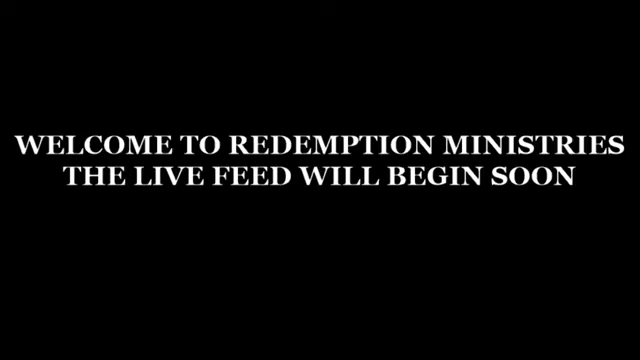 WELCOME TO REDEMPTION MINISTRIES
THE LIVE FEED WILL BEGIN SOON